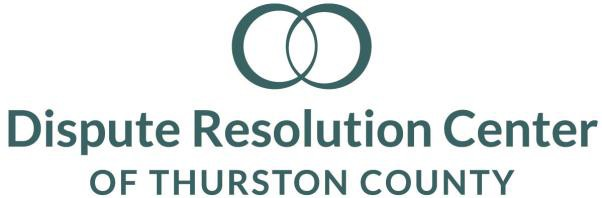 Dispute Resolution Center
OF THURSTON COUNTY